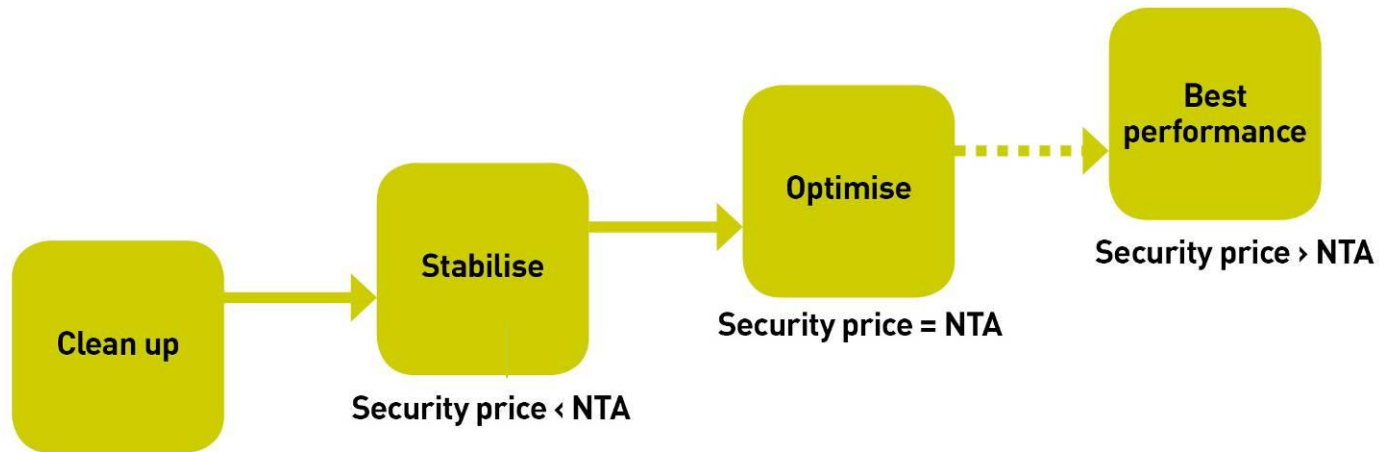 Clean up
Stabilise
Security price < NTA
Optimise
Security price = NTA
Best
performance
Security price > NTA